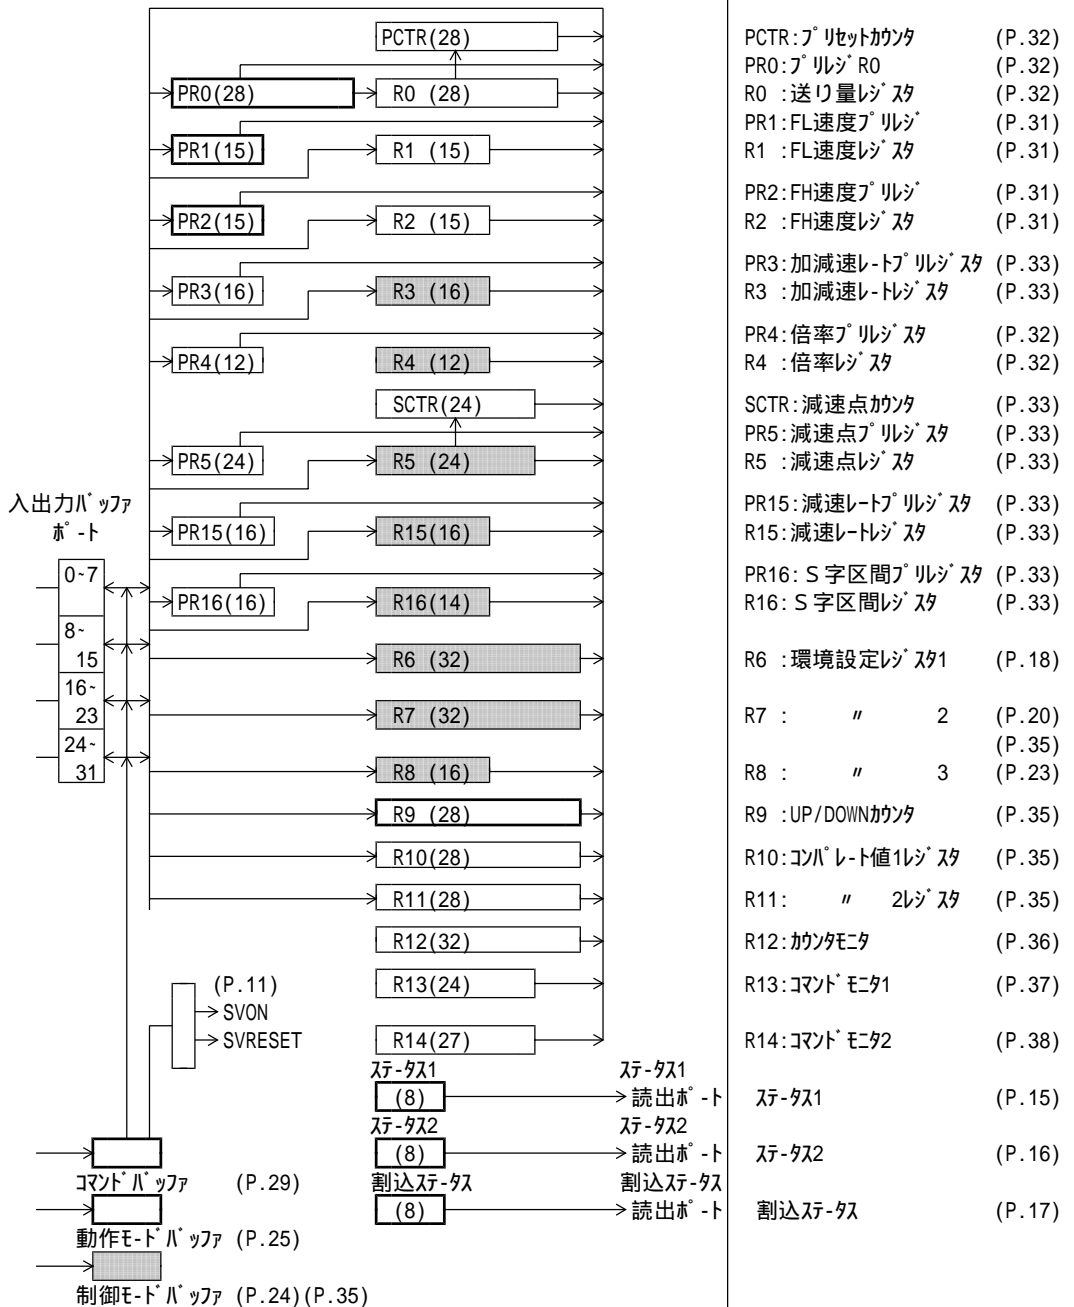 PCTR(28)
PR0(28)
R0 (28)
PR1(15)
R1 (15)
PR2(15)
R2 (15)
PR3(16)
R3 (16)
PR4(12)
R4 (12)
SCTR(24)
PR5(24)
R5 (24)
入出力ﾊﾞｯﾌｧ
ﾎﾟ-ﾄ
PR15(16)
R15(16)
0~7
PR16(16)
R16(14)
8~
15
R6 (32)
16~
23
R7 (32)
24~
31
R8 (16)
R9 (28)
R10(28)
R11(28)
R12(32)
(P.11)
R13(24)
SVON
SVRESET
R14(27)
ｽﾃ-ﾀｽ1 ｽﾃ-ﾀｽ1
(8) 読出ﾎﾟ-ﾄ
ｽﾃ-ﾀｽ2 ｽﾃ-ﾀｽ2
(8) 読出ﾎﾟ-ﾄ
ｺﾏﾝﾄﾞﾊﾞｯﾌｧ (P.29)
割込ｽﾃ-ﾀｽ 割込ｽﾃ-ﾀｽ
(8) 読出ﾎﾟ-ﾄ
動作ﾓ-ﾄﾞﾊﾞｯﾌｧ (P.25)
制御ﾓ-ﾄﾞﾊﾞｯﾌｧ (P.24)(P.35)
PCTR:ﾌﾟﾘｾｯﾄｶｳﾝﾀ (P.32)
PR0:ﾌﾟﾘﾚｼﾞR0 (P.32)
R0 :送り量ﾚｼﾞｽﾀ (P.32)
PR1:FL速度ﾌﾟﾘﾚｼﾞ (P.31)
R1 :FL速度ﾚｼﾞｽﾀ (P.31)
PR2:FH速度ﾌﾟﾘﾚｼﾞ (P.31)
R2 :FH速度ﾚｼﾞｽﾀ (P.31)
PR3:加減速ﾚ-ﾄﾌﾟﾘﾚｼﾞｽﾀ (P.33)
R3 :加減速ﾚ-ﾄﾚｼﾞｽﾀ (P.33)
PR4:倍率ﾌﾟﾘﾚｼﾞｽﾀ (P.32)
R4 :倍率ﾚｼﾞｽﾀ (P.32)
SCTR:減速点ｶｳﾝﾀ (P.33)
PR5:減速点ﾌﾟﾘﾚｼﾞｽﾀ (P.33)
R5 :減速点ﾚｼﾞｽﾀ (P.33)
PR15:減速ﾚｰﾄﾌﾟﾘﾚｼﾞｽﾀ (P.33)
R15:減速ﾚｰﾄﾚｼﾞｽﾀ (P.33)
PR16:Ｓ字区間ﾌﾟﾘﾚｼﾞｽﾀ (P.33)
R16:Ｓ字区間ﾚｼﾞｽﾀ (P.33)
R6 :環境設定ﾚｼﾞｽﾀ1 (P.18)
R7 : 〃 2 (P.20)
(P.35)
R8 : 〃 3 (P.23)
R9 :UP/DOWNｶｳﾝﾀ (P.35)
R10:ｺﾝﾊﾟﾚ-ﾄ値1ﾚｼﾞｽﾀ (P.35)
R11: 〃 2ﾚｼﾞｽﾀ (P.35)
R12:ｶｳﾝﾀﾓﾆﾀ (P.36)
R13:ｺﾏﾝﾄﾞﾓﾆﾀ1 (P.37)
R14:ｺﾏﾝﾄﾞﾓﾆﾀ2 (P.38)
ｽﾃ-ﾀｽ1 (P.15)
ｽﾃ-ﾀｽ2 (P.16)
割込ｽﾃ-ﾀｽ (P.17)